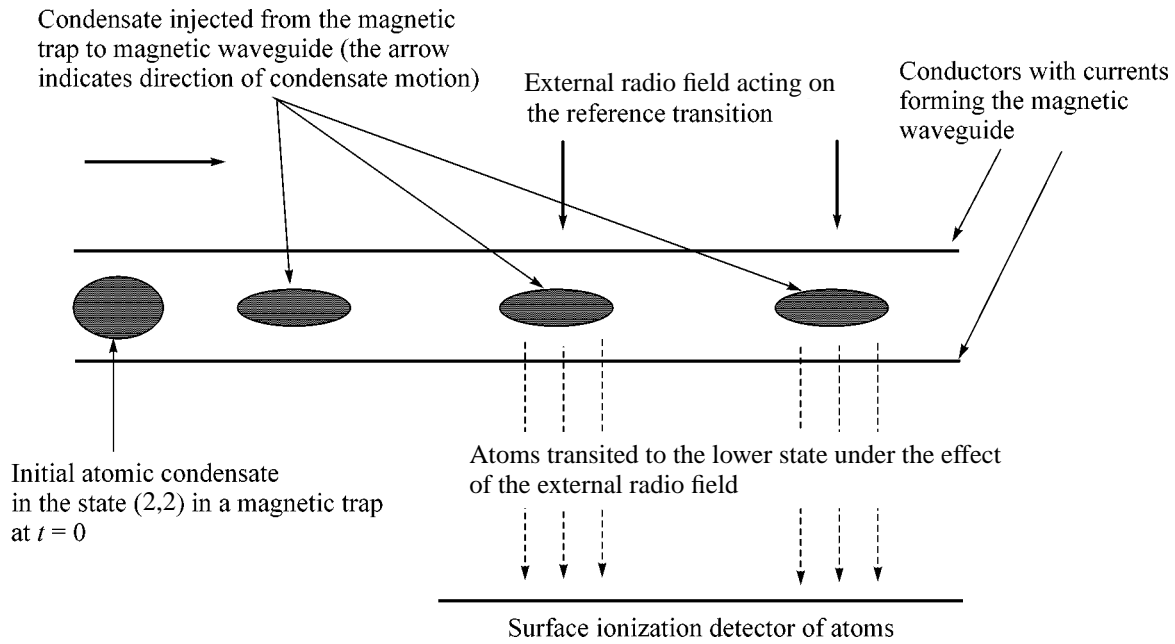 Condensate injected from the magnetic
trap to magnetic waveguide (the arrow
indicates direction of condensate motion)
External radio field acting on
the reference transition
Conductors with currents
forming the magnetic
waveguide
Initial atomic condensate
in the state (2,2) in a magnetic trap
at t = 0
Atoms transited to the lower state under the effect
of the external radio field
Surface ionization detector of atoms